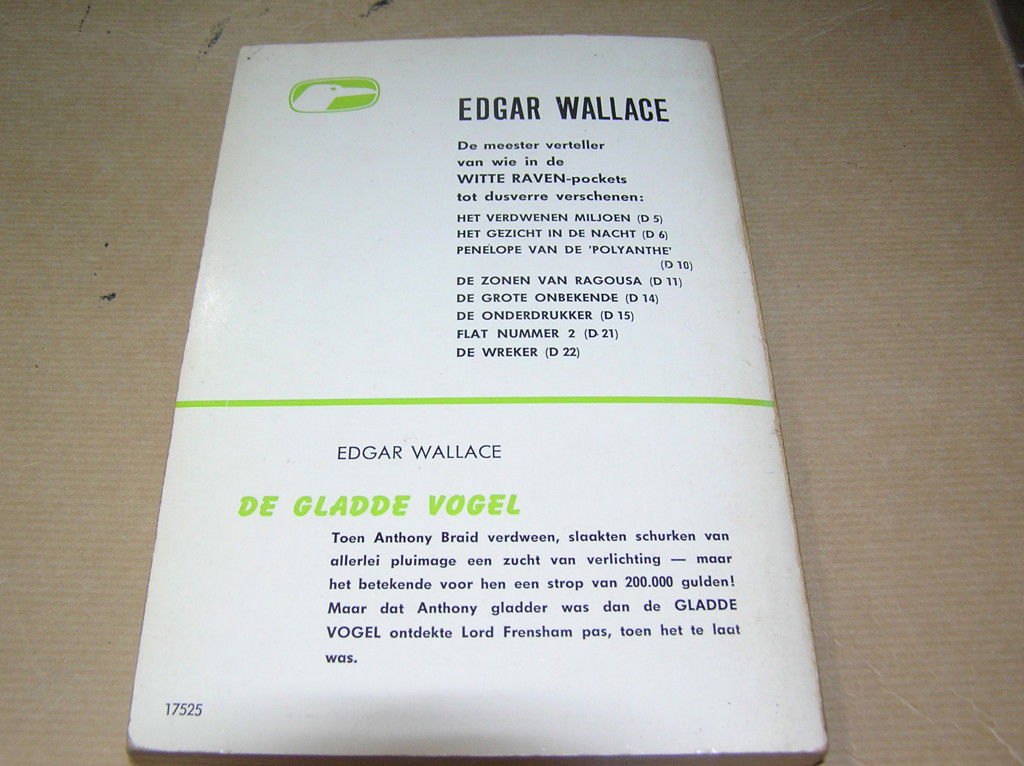 EDGAR WALLACE
De meester verteller
van wie in de
WITTE RAVEN-pockets
tot dusverre verschenen:
HET VERDWENEN MILJOEN (D 5)
HET GEZICHT IN DE NACHT (D 6)
PENELOPE VAN DE 'POLYANTHE'
(D 10)
DE ZONEN VAN RAGOUSA (D 11)
DE GROTE ONBEKENDE (D 14)
DE ONDERDRUKKER (D 15)
FLAT NUMMER 2 (D 21)
DE WREKER (D 22)
EDGAR WALLACE
DE GLADDE VOGEL
Toen Anthony Braid verdween, slaakten schurken van
allerlei pluimage een zucht van verlichting — maar
het betekende voor hen een strop van 200.000 gulden!
Maar dat Anthony gladder was dan de GLADDE
VOGEL ontdekte Lord Frensham pas, toen het te laat
was.
17525